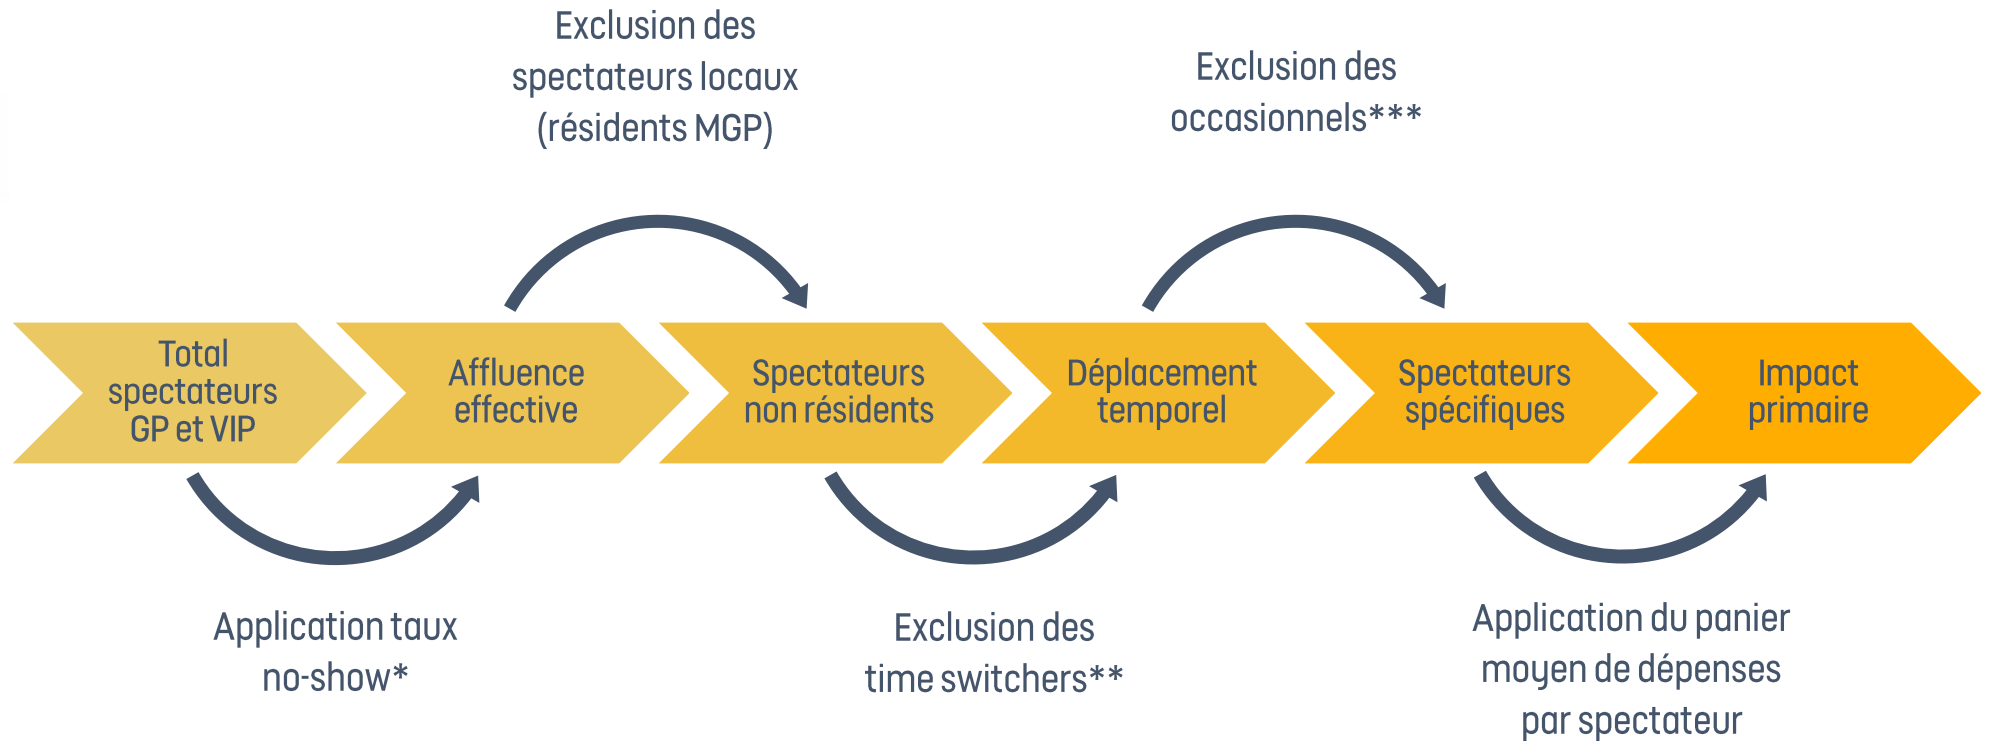 Exclusion des
spectateurs locaux
(résidents MGP)
Exclusion des
occasionnels***
Total
spectateurs
GP et VIP
Affluence
effective
Spectateurs
non résidents
Déplacement
temporel
Spectateurs
spécifiques
Impact
primaire
Application taux
no-show*
Exclusion des
time switchers**
Application du panier
moyen de dépenses
par spectateur